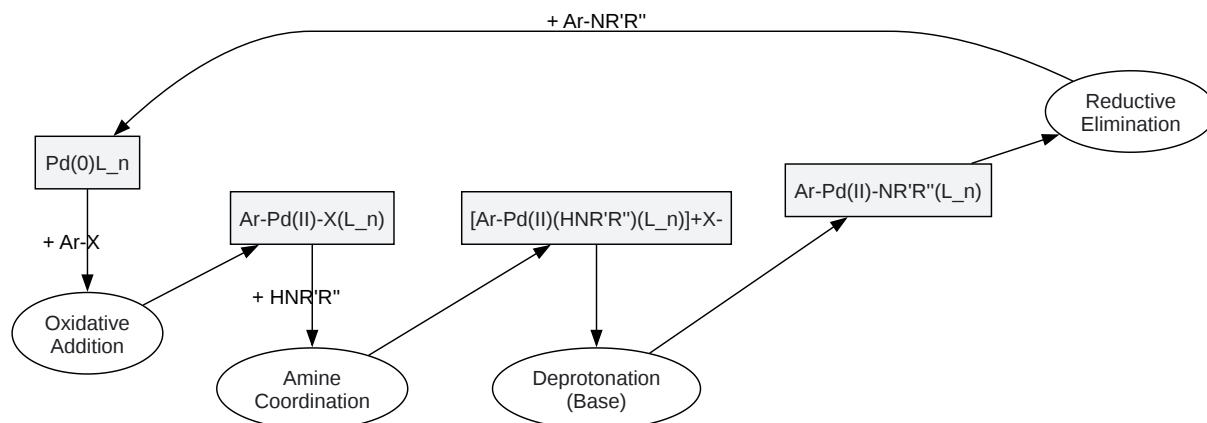 + Ar-NR'R"
Reductive
Elimination
Pd(0)L_n
Ar-Pd(II)-X(L_n)
[Ar-Pd(II)(HNR'R")(L_n)]+X-
Ar-Pd(II)-NR'R"(L_n)
+ Ar-X
+ HNR'R"
Oxidative
Addition
Amine
Coordination
Deprotonation
(Base)